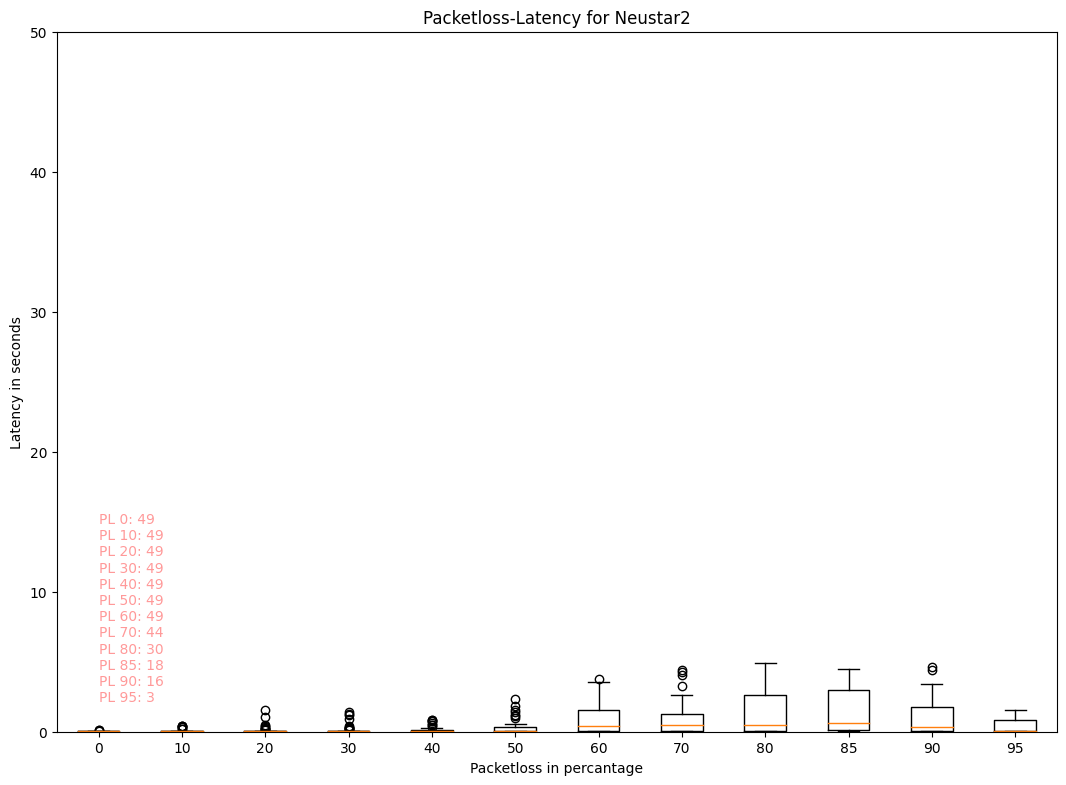 Packetloss-Latency for Neustar2
50
40
30
20
10
0
Latency in seconds
PL 0: 49
PL 10: 49
PL 20: 49
PL 30: 49
PL 40: 49
PL 50: 49
PL 60: 49
PL 70: 44
PL 80: 30
PL 85: 18
PL 90: 16
PL 95: 3
0 10 20 30 40 50 60 70 80 85 90 95
Packetloss in percantage